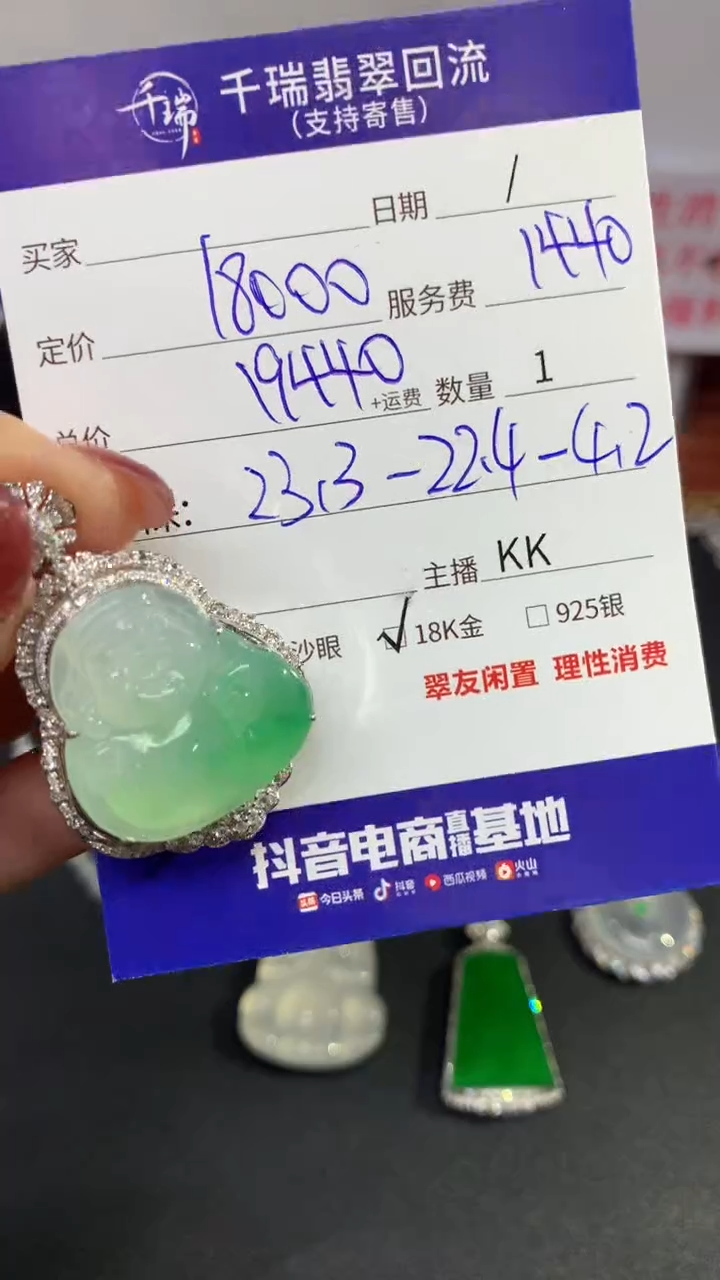 千瑞 千瑞翡翠回流
(支持寄售)
买家 日期 /
定价 18000 服务费 1440
总价 19440 +运费 数量 1
23.3-22.4-4.2
主播 KK
沙眼 ✓ 18K金 □ 925银
翠友闲置 理性消费
抖音电商直播基地
头条 今日头条 抖音 西瓜视频 火山